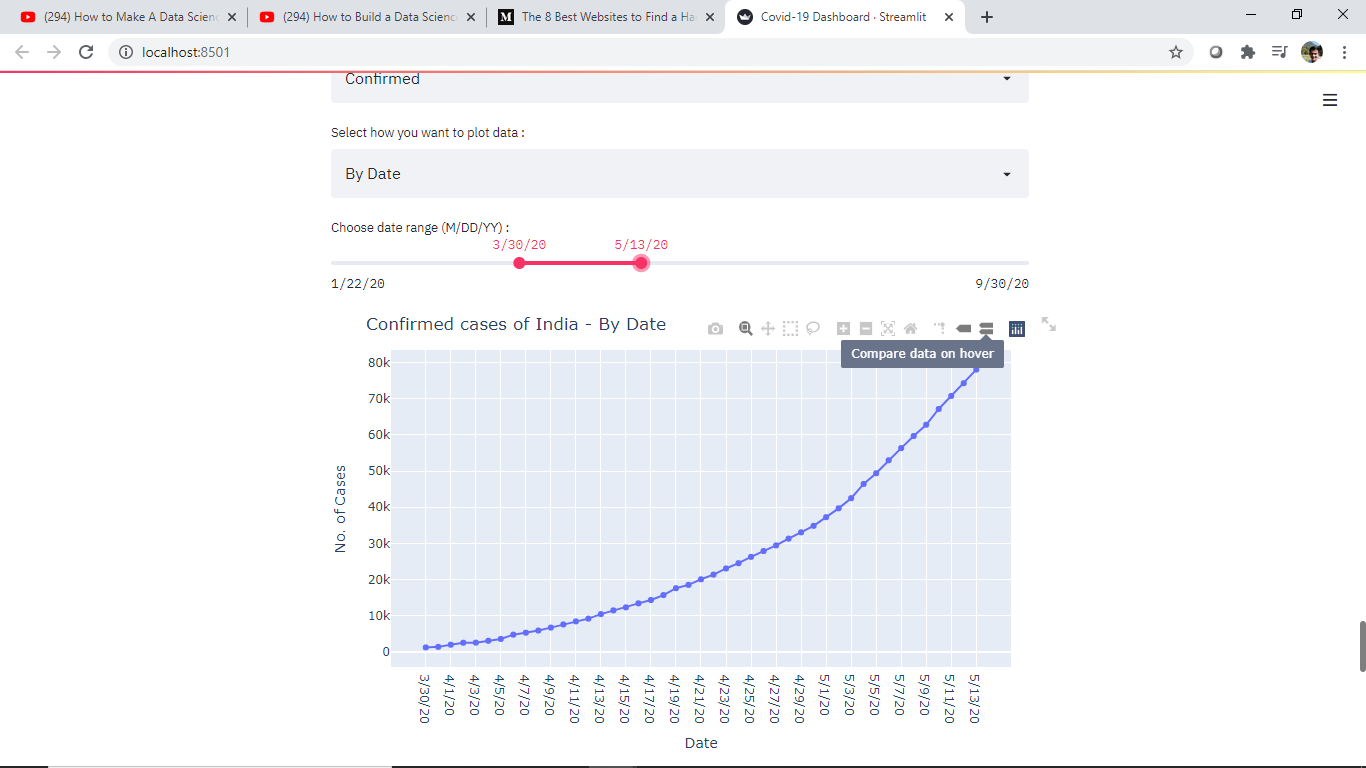 (294) How to Make A Data Scienc
(294) How to Build a Data Scienc
The 8 Best Websites to Find a Ha
Covid-19 Dashboard · Streamlit
localhost:8501
Confirmed
Select how you want to plot data :
By Date
Choose date range (M/DD/YY) :
3/30/20
5/13/20
1/22/20
9/30/20
Confirmed cases of India - By Date
Compare data on hover
80k
70k
60k
50k
40k
30k
20k
10k
0
No. of Cases
3/30/20
4/1/20
4/3/20
4/5/20
4/7/20
4/9/20
4/11/20
4/13/20
4/15/20
4/17/20
4/19/20
4/21/20
4/23/20
4/25/20
4/27/20
4/29/20
5/1/20
5/3/20
5/5/20
5/7/20
5/9/20
5/11/20
5/13/20
Date